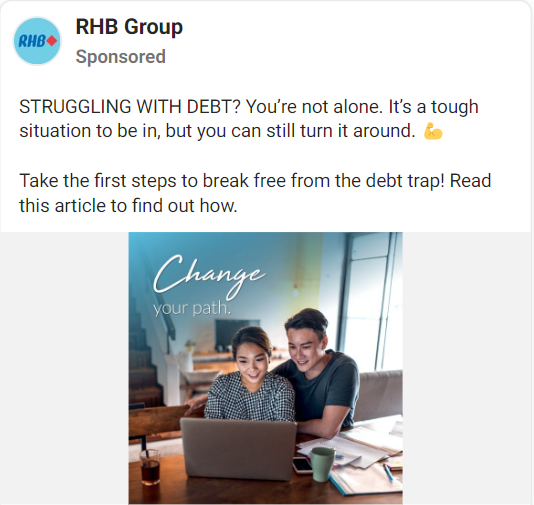 RHB
RHB Group
Sponsored
STRUGGLING WITH DEBT? You’re not alone. It’s a tough
situation to be in, but you can still turn it around. 💪
Take the first steps to break free from the debt trap! Read
this article to find out how.
Change
your path.